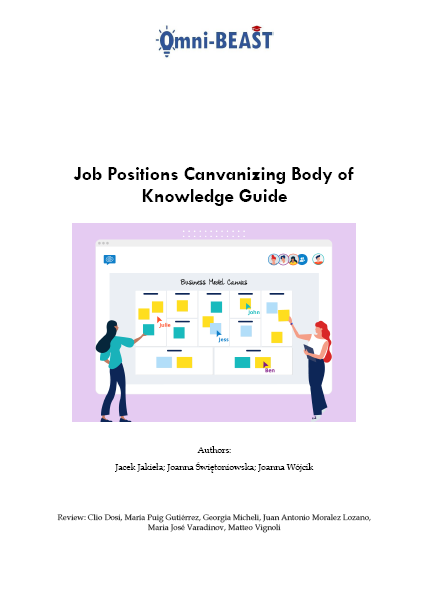 Omni-BEAST
Job Positions Canvanizing Body of
Knowledge Guide
Business Model Canvas
Julia
John
Jess
Ben
Authors:
Jacek Jakieła; Joanna Świętoniowska; Joanna Wójcik
Review: Clio Dosi, María Puig Gutiérrez, Georgia Micheli, Juan Antonio Moralez Lozano,
Maria José Varadinov, Matteo Vignoli